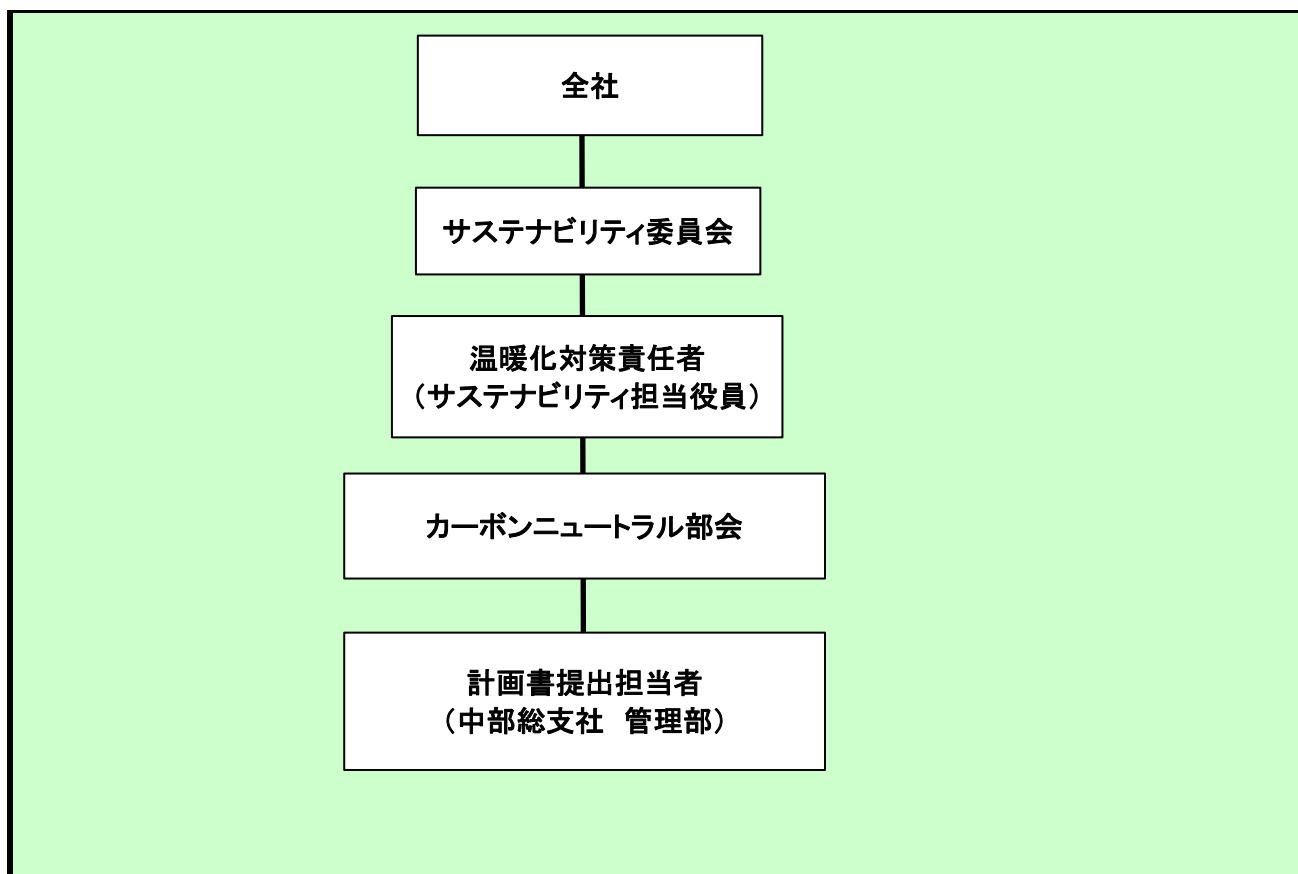 全社
サステナビリティ委員会
温暖化対策責任者
（サステナビリティ担当役員）
カーボンニュートラル部会
計画書提出担当者
（中部総支社　管理部）